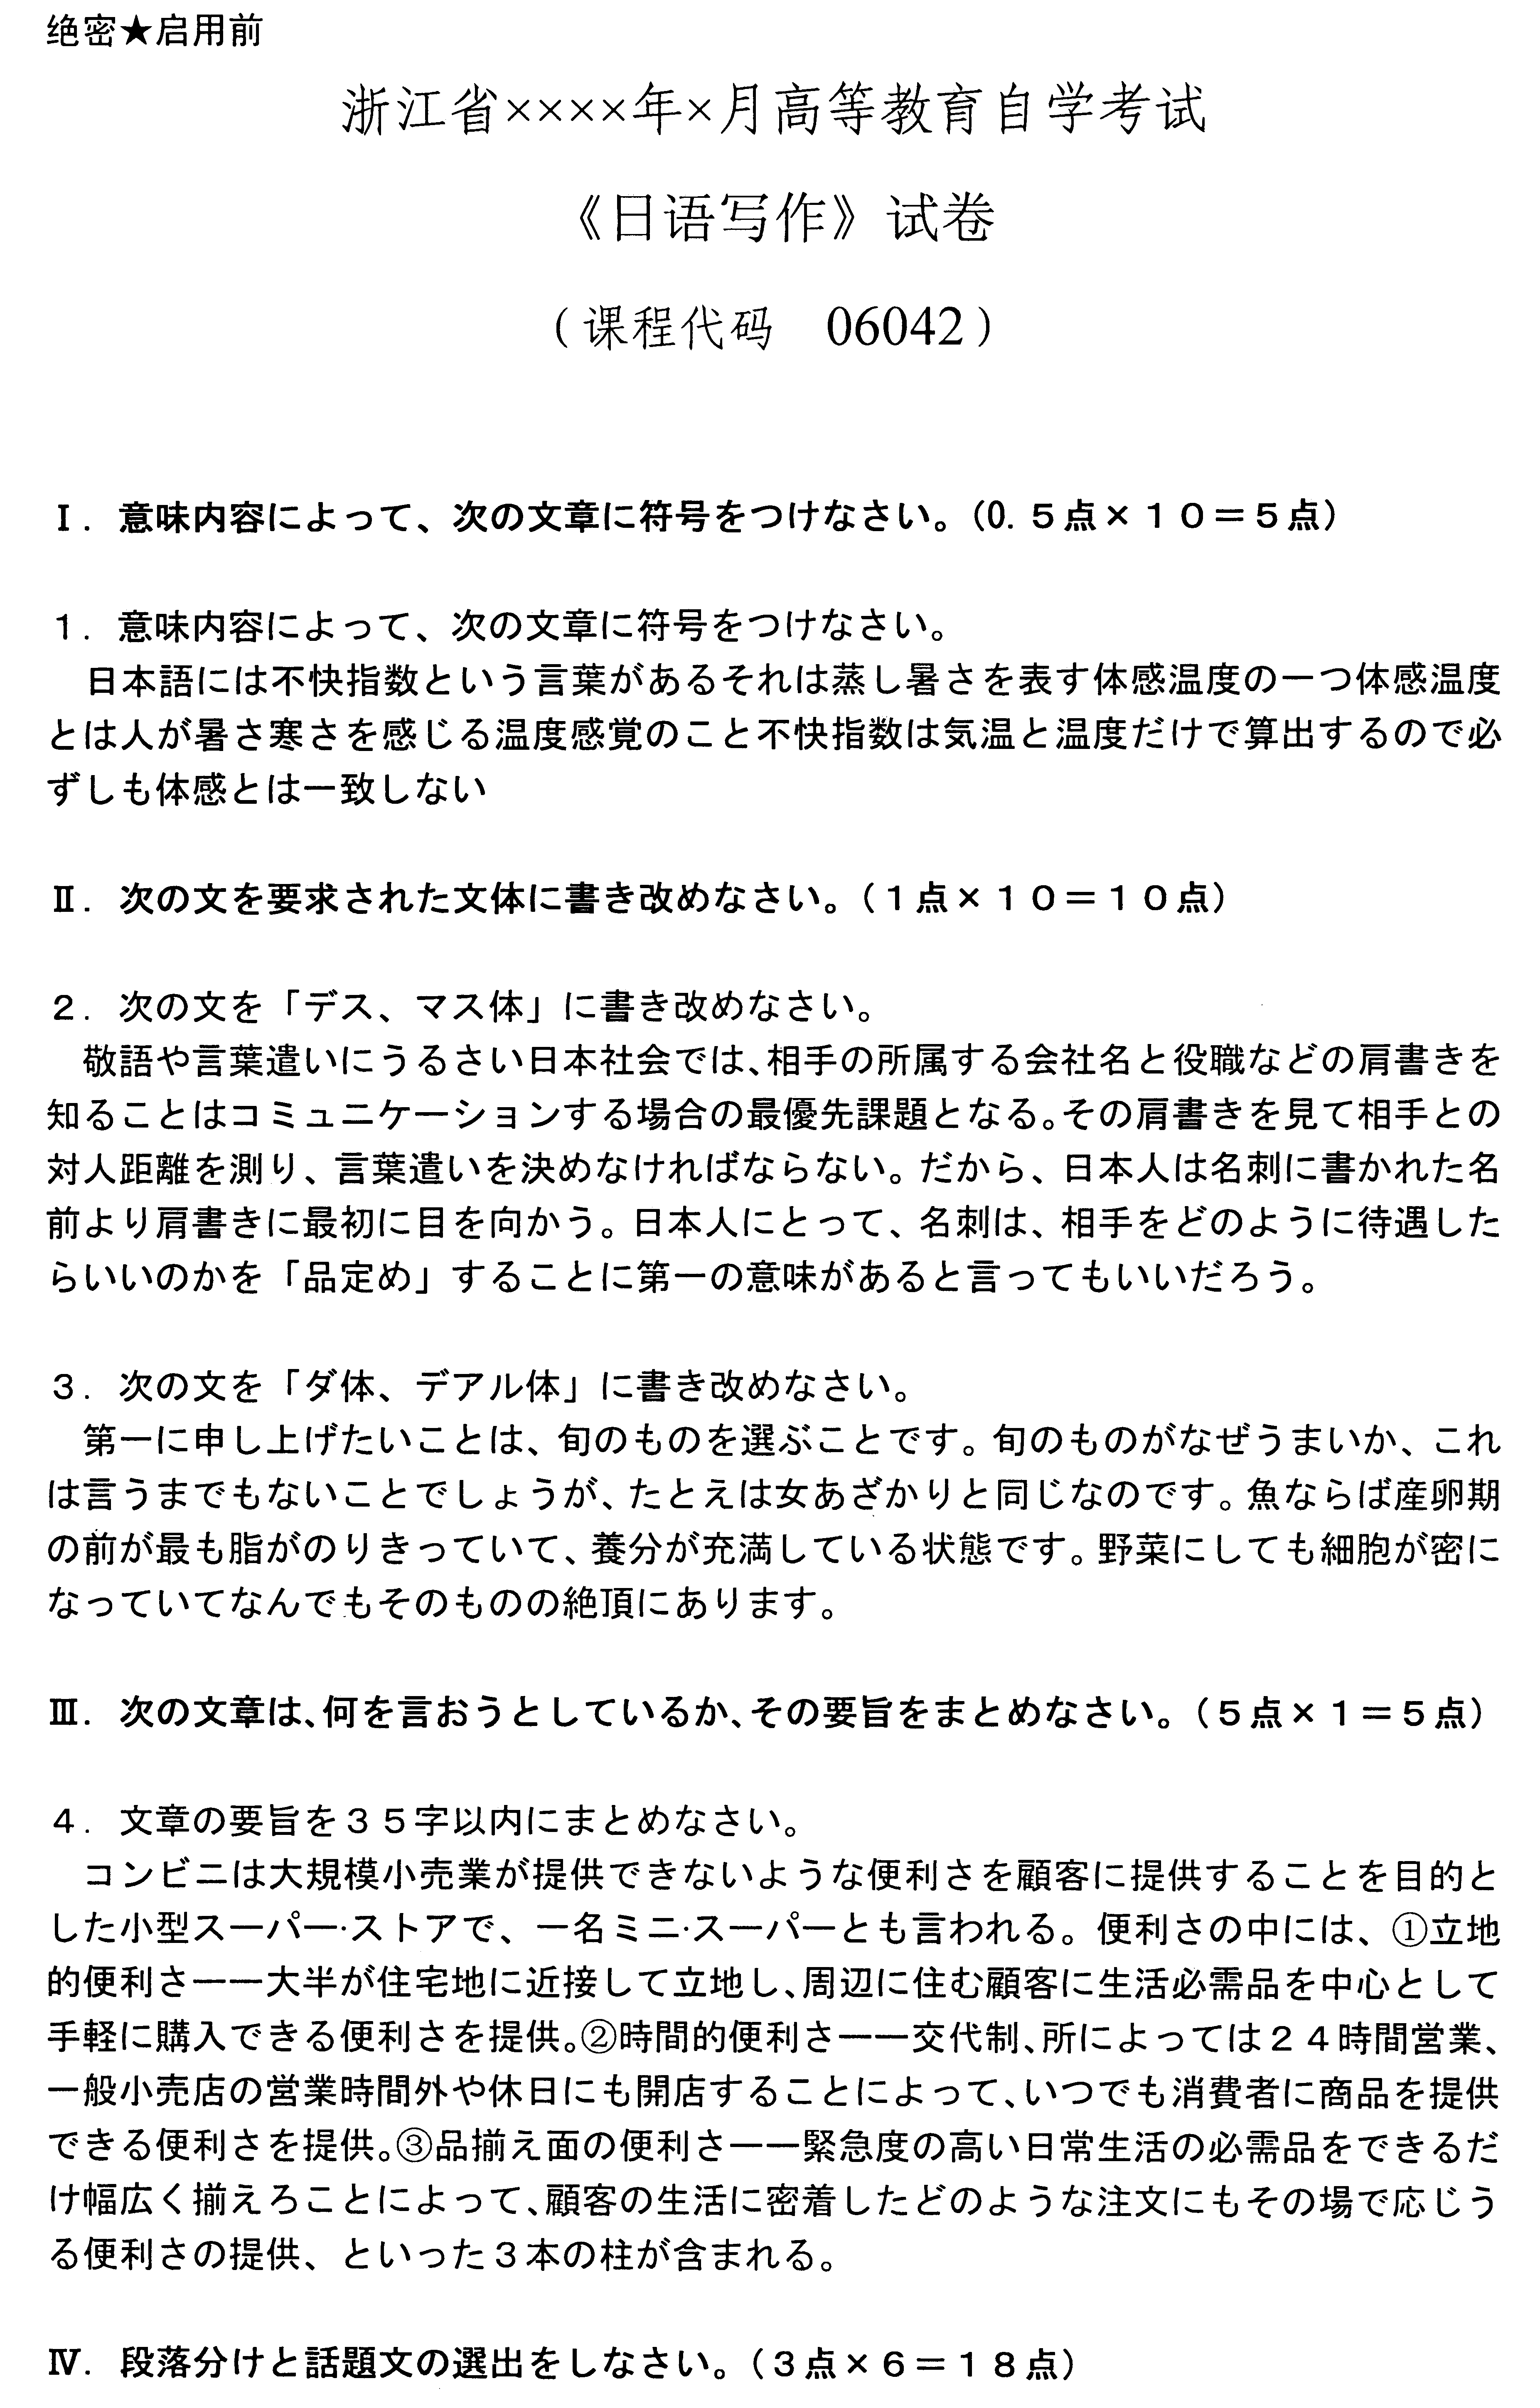 绝密★启用前
浙江省××××年×月高等教育自学考试
《日语写作》试卷
（课程代码　06042）
Ⅰ．意味内容によって、次の文章に符号をつけなさい。（0．５点×１０＝５点）
１．意味内容によって、次の文章に符号をつけなさい。
日本語には不快指数という言葉があるそれは蒸し暑さを表す体感温度の一つ体感温度
とは人が暑さ寒さを感じる温度感覚のこと不快指数は気温と温度だけで算出するので必
ずしも体感とは一致しない
Ⅱ．次の文を要求された文体に書き改めなさい。（１点×１０＝１０点）
２．次の文を「デス、マス体」に書き改めなさい。
敬語や言葉遣いにうるさい日本社会では、相手の所属する会社名と役職などの肩書きを
知ることはコミュニケーションする場合の最優先課題となる。その肩書きを見て相手との
対人距離を測り、言葉遣いを決めなければならない。だから、日本人は名刺に書かれた名
前より肩書きに最初に目を向かう。日本人にとって、名刺は、相手をどのように待遇した
らいいのかを「品定め」することに第一の意味があると言ってもいいだろう。
３．次の文を「ダ体、デアル体」に書き改めなさい。
第一に申し上げたいことは、旬のものを選ぶことです。旬のものがなぜうまいか、これ
は言うまでもないことでしょうが、たとえは女あざかりと同じなのです。魚ならば産卵期
の前が最も脂がのりきっていて、養分が充満している状態です。野菜にしても細胞が密に
なっていてなんでもそのものの絶頂にあります。
Ⅲ．次の文章は、何を言おうとしているか、その要旨をまとめなさい。（５点×１＝５点）
４．文章の要旨を３５字以内にまとめなさい。
コンビニは大規模小売業が提供できないような便利さを顧客に提供することを目的と
した小型スーパー・ストアで、一名ミニ・スーパーとも言われる。便利さの中には、①立地
的便利さ――大半が住宅地に近接して立地し、周辺に住む顧客に生活必需品を中心として
手軽に購入できる便利さを提供。②時間的便利さ――交代制、所によっては２４時間営業、
一般小売店の営業時間外や休日にも開店することによって、いつでも消費者に商品を提供
できる便利さを提供。③品揃え面の便利さ――緊急度の高い日常生活の必需品をできるだ
け幅広く揃えろことによって、顧客の生活に密着したどのような注文にもその場で応じう
る便利さの提供、といった３本の柱が含まれる。
Ⅳ．段落分けと話題文の選出をしなさい。（３点×６＝１８点）